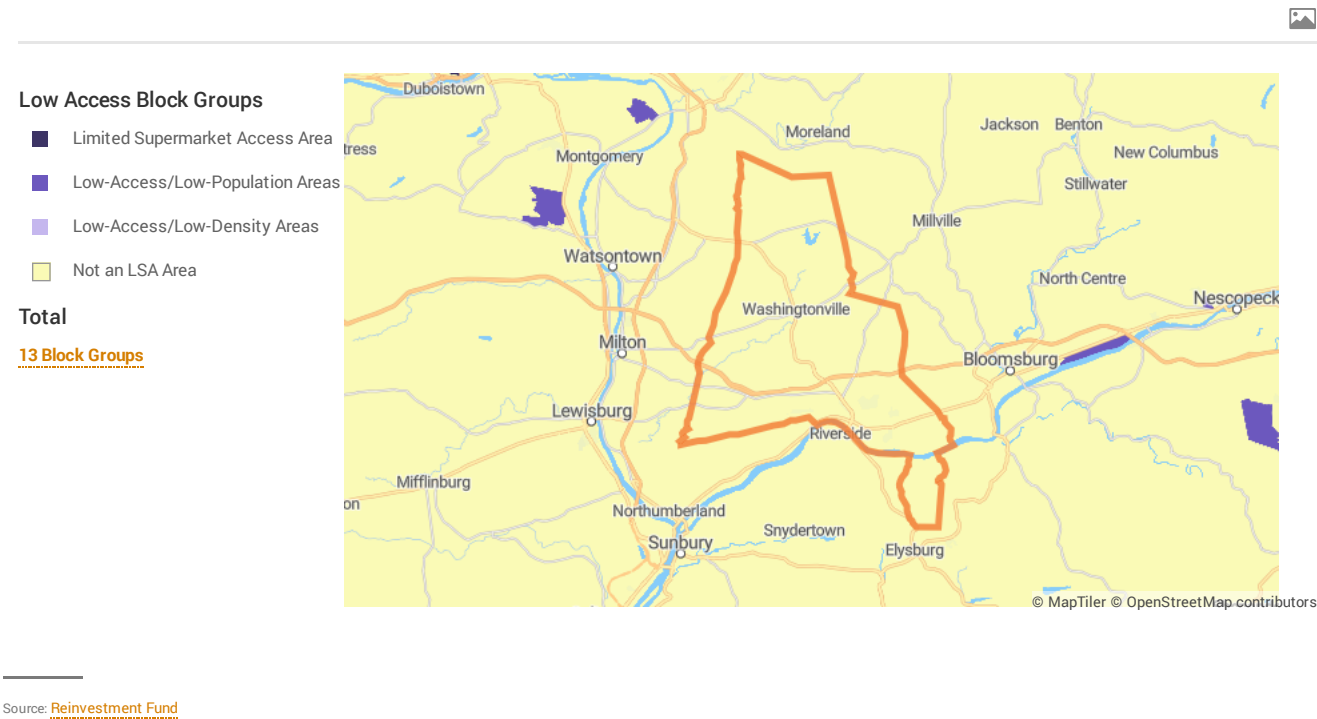 Low Access Block Groups
Limited Supermarket Access Area
Low-Access/Low-Population Areas
Low-Access/Low-Density Areas
Not an LSA Area
Total
13 Block Groups
Duboistown
Moreland
Jackson
Benton
tress
Montgomery
New Columbus
Stillwater
Millville
Watsontown
North Centre
Nescopeck
Washingtonville
Milton
Bloomsburg
Lewisburg
Riverside
Mifflinburg
on
Northumberland
Snydertown
Sunbury
Elysburg
© MapTiler © OpenStreetMap contributors
Source: Reinvestment Fund